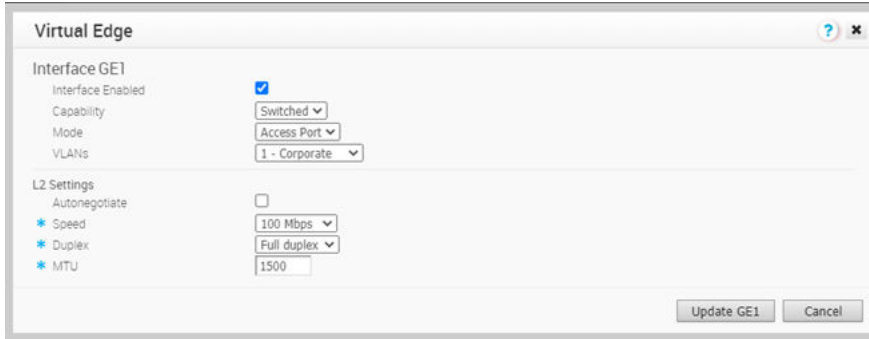 Virtual Edge
?
Interface GE1
Interface Enabled
Capability Switched
Mode Access Port
VLANs 1 - Corporate
L2 Settings
Autonegotiate
* Speed 100 Mbps
* Duplex Full duplex
* MTU 1500
Update GE1 Cancel